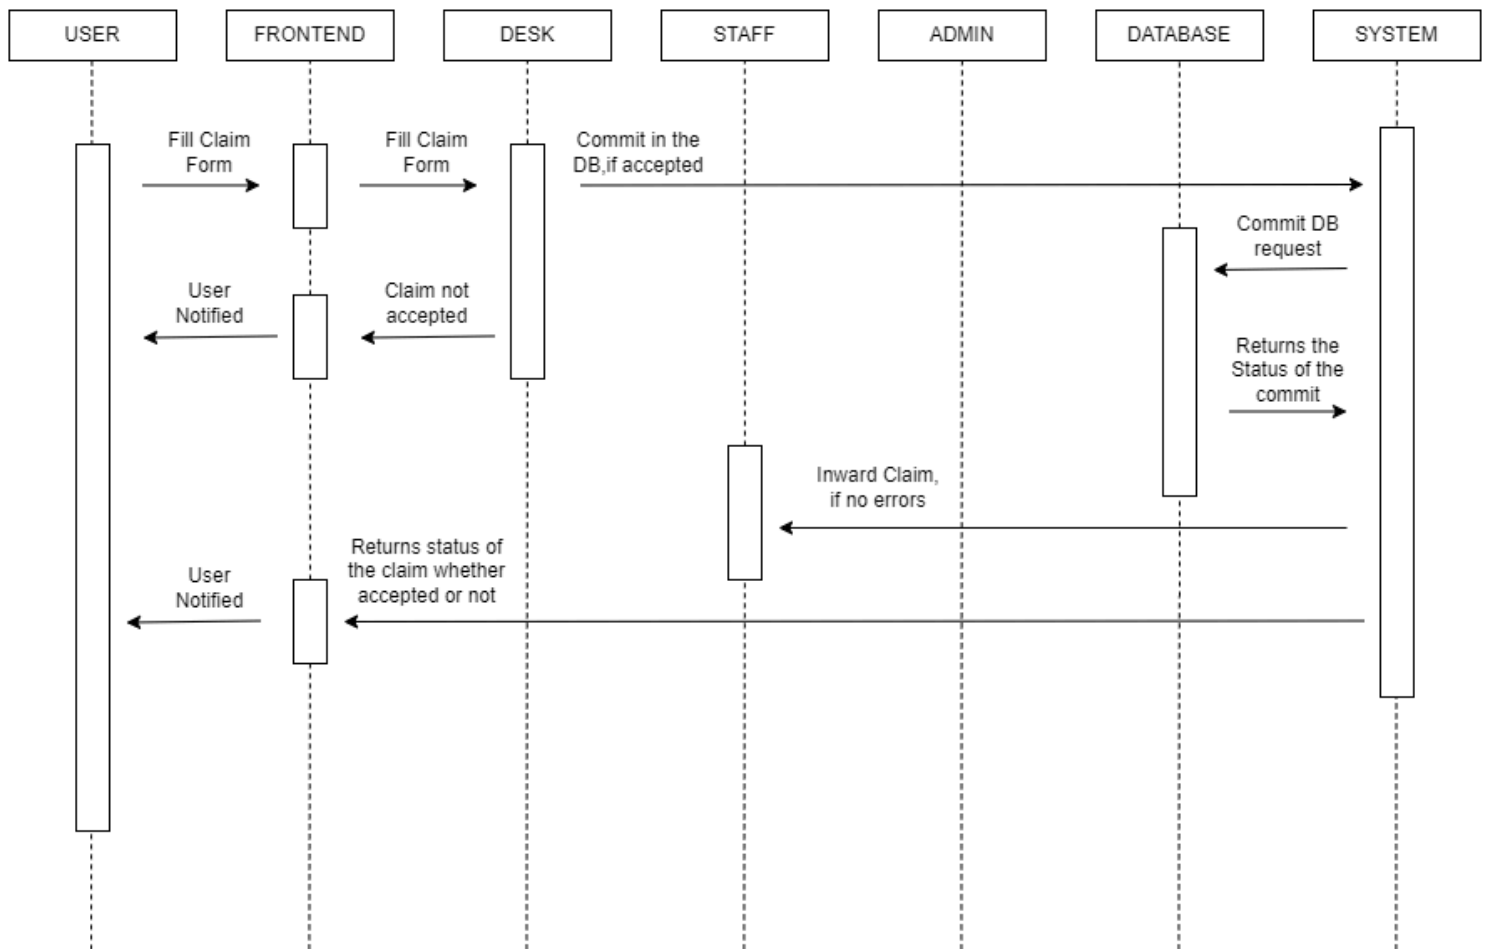 USER
FRONTEND
DESK
STAFF
ADMIN
DATABASE
SYSTEM
Fill Claim
Form
Fill Claim
Form
Commit in the
DB,if accepted
Commit DB
request
User
Notified
Claim not
accepted
Returns the
Status of the
commit
Inward Claim,
if no errors
Returns status of
the claim whether
accepted or not
User
Notified